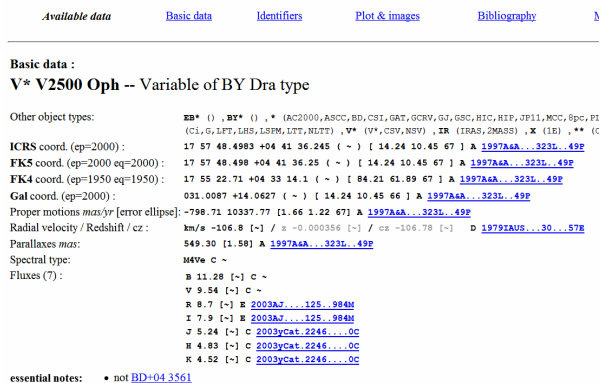 Available data Basic data Identifiers Plot & images Bibliography
Basic data :
V* V2500 Oph -- Variable of BY Dra type
Other object types: EB* () ,BY* () ,* (AC2000,ASCC,BD,CSI,GAT,GCRV,GJ,GSC,HIC,HIP,JP11,MCC,8pc,PL
(Ci,G,LFT,LHS,LSPM,LTT,NLTT) ,V* (V*,CSV,NSV) ,IR (IRAS,2MASS) ,X (1E) ,** (C
ICRS coord. (ep=2000) : 17 57 48.4983 +04 41 36.245 ( ~ ) [ 14.24 10.45 67 ] A 1997A&A...323L..49P
FK5 coord. (ep=2000 eq=2000) : 17 57 48.498 +04 41 36.25 ( ~ ) [ 14.24 10.45 67 ] A 1997A&A...323L..49P
FK4 coord. (ep=1950 eq=1950) : 17 55 22.71 +04 33 14.1 ( ~ ) [ 84.21 61.89 67 ] A 1997A&A...323L..49P
Gal coord. (ep=2000) : 031.0087 +14.0627 ( ~ ) [ 14.24 10.45 66 ] A 1997A&A...323L..49P
Proper motions mas/yr [error ellipse]: -798.71 10337.77 [1.66 1.22 67] A 1997A&A...323L..49P
Radial velocity / Redshift / cz : km/s -106.8 [~] / z -0.000356 [~] / cz -106.78 [~] D 1979IAUS...30...57E
Parallaxes mas: 549.30 [1.58] A 1997A&A...323L..49P
Spectral type: M4Ve C ~
Fluxes (7) :
B 11.28 [~] C ~
V 9.54 [~] C ~
R 8.7 [~] E 2003AJ....125..984M
I 7.9 [~] E 2003AJ....125..984M
J 5.24 [~] C 2003yCat.2246....0C
H 4.83 [~] C 2003yCat.2246....0C
K 4.52 [~] C 2003yCat.2246....0C
essential notes: • not BD+04 3561